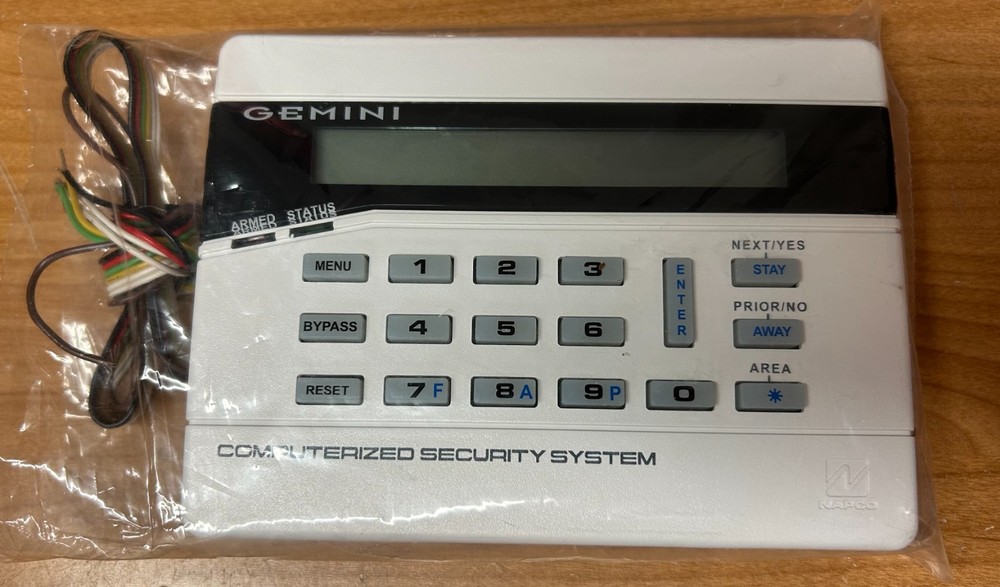 GEMINI
ARMED STATUS
MENU 1 2 3 ENTER NEXT/YES
STAY
BYPASS 4 5 6 PRIOR/NO
AWAY
RESET 7 F 8 A 9 P 0 AREA
*
COMPUTERIZED SECURITY SYSTEM
NAPCO